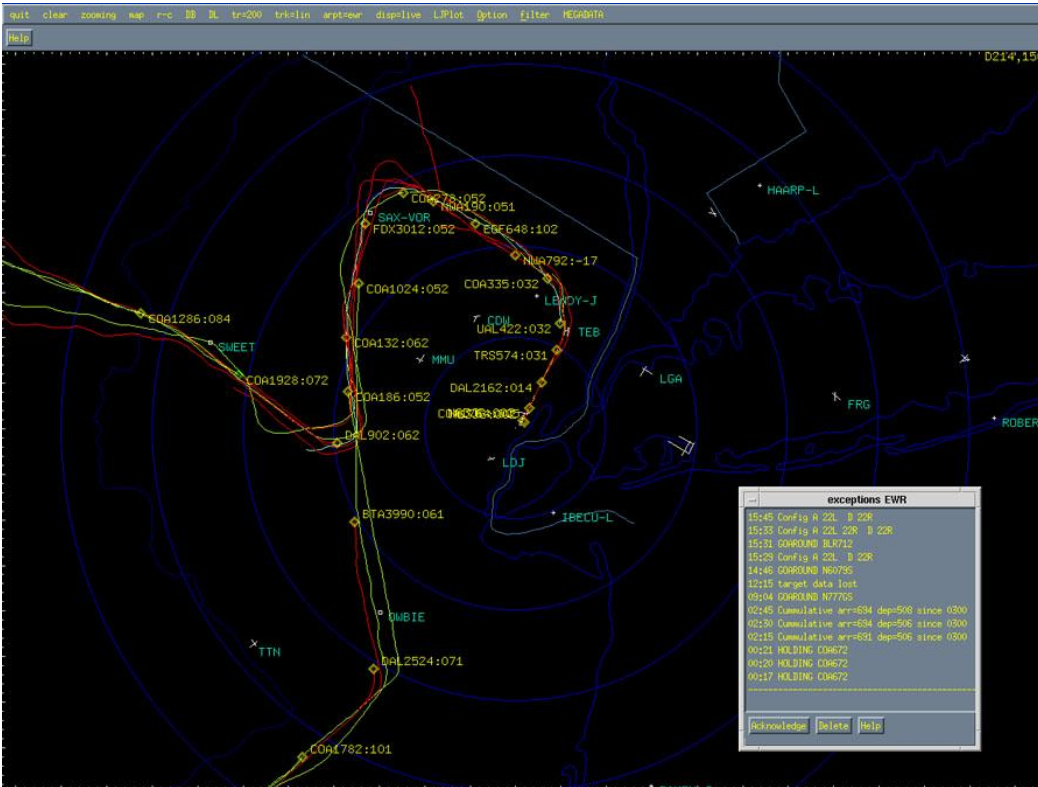 quit clear zooming map r-c DB DL tr=200 trk=lin arpt=ewr disp=live LJPlot Option filter MEGADATA
Help
HAARP-L
COA278:052
NWA190:051
SAX-VOR
FDX3012:052
EGF648:102
NWA792:-17
COA335:032
COA1024:052
LENDY-J
COA1286:084
CDW
UAL422:032
TEB
SWEET
COA132:062
TRS574:031
MMU
LGA
COA1928:072
COA186:052
DAL2162:014
FRG
ROBER
DAL902:062
LDJ
exceptions EWR
15:45 Config A 22L D 22R
15:33 Config A 22L 22R D 22R
15:31 GOAROUND BLR712
15:29 Config A 22L D 22R
14:46 GOAROUND N6079S
12:15 target data lost
09:04 GOAROUND N777GS
02:45 Cummulative arr=694 dep=508 since 0300
02:30 Cummulative arr=694 dep=506 since 0300
02:15 Cummulative arr=691 dep=506 since 0300
00:21 HOLDING COA672
00:20 HOLDING COA672
00:17 HOLDING COA672
Acknowledge Delete Help
BTA3990:061
IBECU-L
OWBIE
TTN
DAL2524:071
COA1782:101